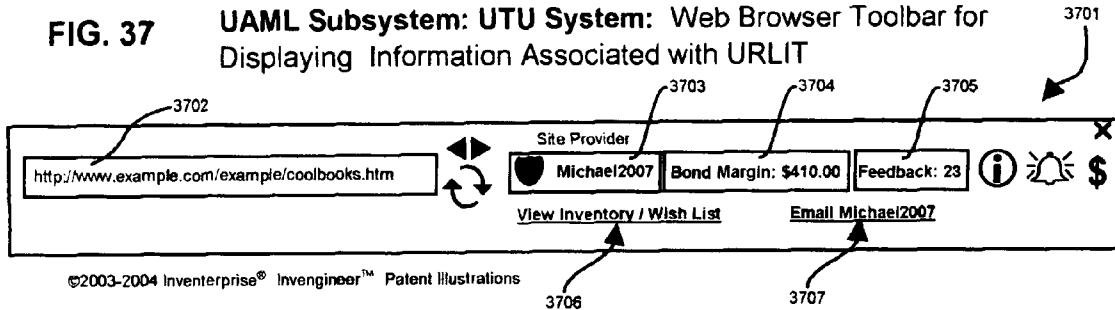 FIG. 37
UAML Subsystem: UTU System: Web Browser Toolbar for
Displaying Information Associated with URLIT
3701
3702
3703
3704
3705
Site Provider
http://www.example.com/example/coolbooks.htm
Michael2007
Bond Margin: $410.00
Feedback: 23
i
$
View Inventory / Wish List
Email Michael2007
©2003-2004 Inventerprise® Invengineer™ Patent Illustrations
3706
3707